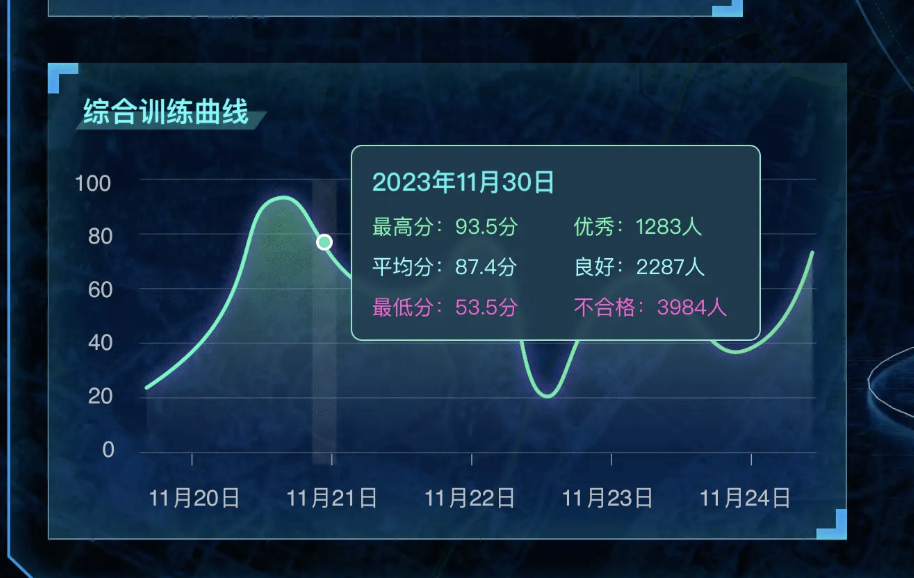 综合训练曲线
2023年11月30日
最高分：93.5分 优秀：1283人
平均分：87.4分 良好：2287人
最低分：53.5分 不合格：3984人
100
80
60
40
20
0
11月20日 11月21日 11月22日 11月23日 11月24日